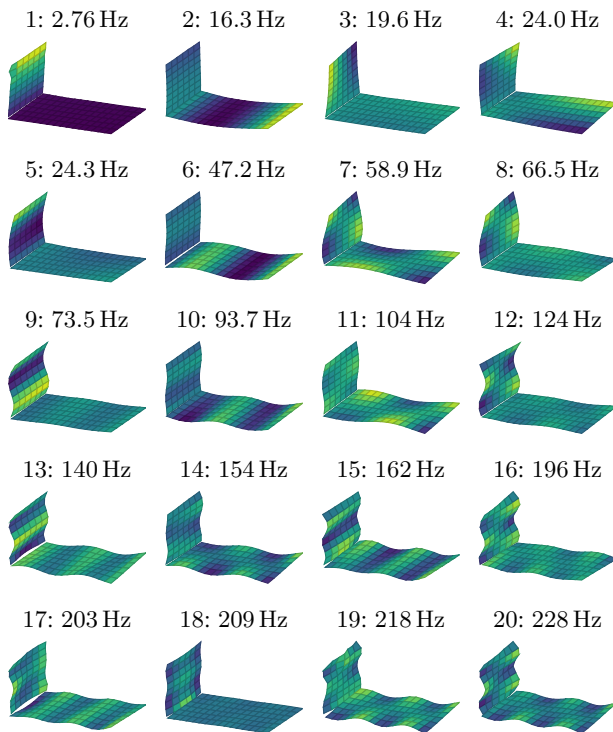 1: 2.76 Hz 2: 16.3 Hz 3: 19.6 Hz 4: 24.0 Hz
5: 24.3 Hz 6: 47.2 Hz 7: 58.9 Hz 8: 66.5 Hz
9: 73.5 Hz 10: 93.7 Hz 11: 104 Hz 12: 124 Hz
13: 140 Hz 14: 154 Hz 15: 162 Hz 16: 196 Hz
17: 203 Hz 18: 209 Hz 19: 218 Hz 20: 228 Hz